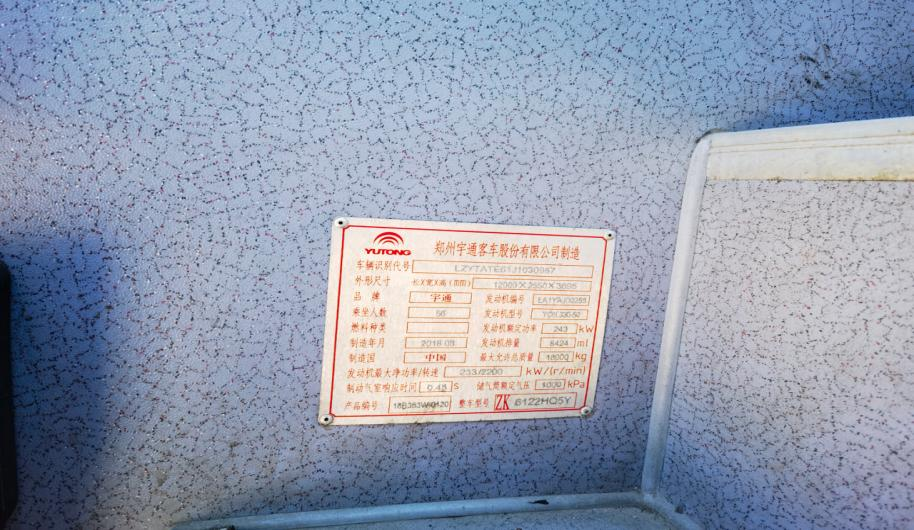 YUTONG
郑州宇通客车股份有限公司制造
车辆识别代号
外形尺寸 长X宽X高(mm) 12000×2550×3695
品牌 宇通 发动机编号
乘坐人数 56 发动机型号
燃料种类 发动机额定功率 243 kW
制造年月 2018.08 发动机排量 8424 ml
制造国 中国 最大允许总质量 18000 kg
发动机最大净功率/转速 233/2200 kW/(r/min)
制动气室响应时间 0.48 s 储气筒额定气压 1000 kPa
产品编号 整车型号 ZK 6122HQ5Y